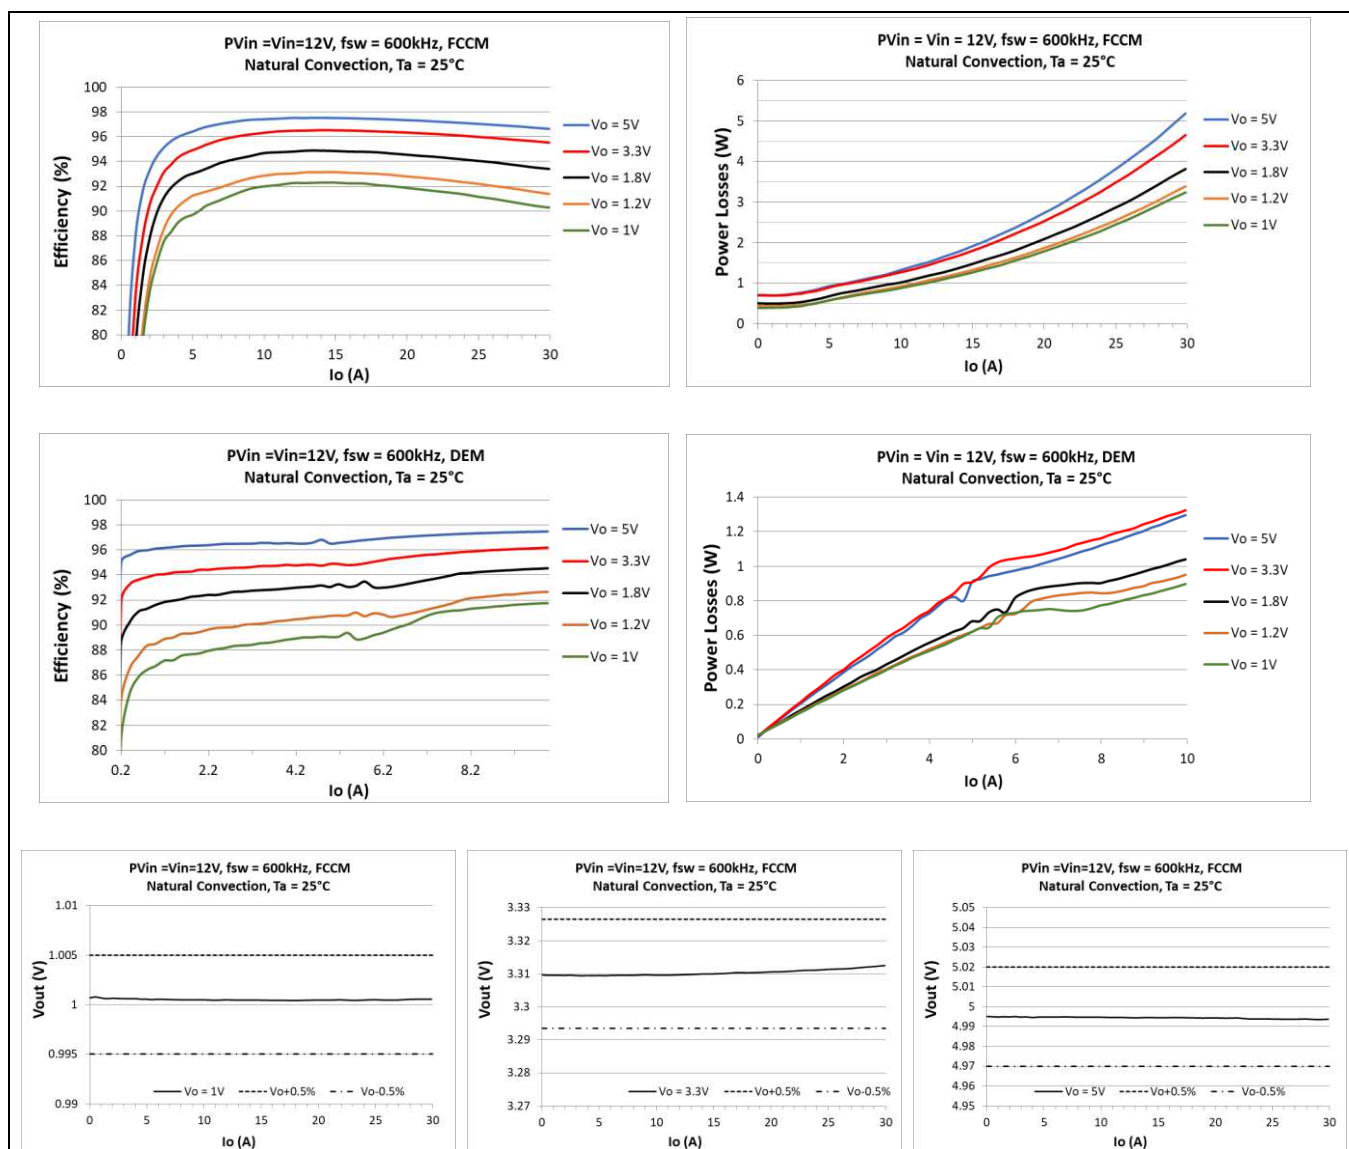 PVin =Vin=12V, fsw = 600kHz, FCCM
Natural Convection, Ta = 25°C
Efficiency (%)
100
98
96
94
92
90
88
86
84
82
80
0 5 10 15 20 25 30
Io (A)
Vo = 5V
Vo = 3.3V
Vo = 1.8V
Vo = 1.2V
Vo = 1V
PVin = Vin = 12V, fsw = 600kHz, FCCM
Natural Convection, Ta = 25°C
Power Losses (W)
6
5
4
3
2
1
0
0 5 10 15 20 25 30
Io (A)
Vo = 5V
Vo = 3.3V
Vo = 1.8V
Vo = 1.2V
Vo = 1V
PVin =Vin=12V, fsw = 600kHz, DEM
Natural Convection, Ta = 25°C
Efficiency (%)
100
98
96
94
92
90
88
86
84
82
80
0.2 2.2 4.2 6.2 8.2
Io (A)
Vo = 5V
Vo = 3.3V
Vo = 1.8V
Vo = 1.2V
Vo = 1V
PVin = Vin = 12V, fsw = 600kHz, DEM
Natural Convection, Ta = 25°C
Power Losses (W)
1.4
1.2
1
0.8
0.6
0.4
0.2
0
0 2 4 6 8 10
Io (A)
Vo = 5V
Vo = 3.3V
Vo = 1.8V
Vo = 1.2V
Vo = 1V
PVin =Vin=12V, fsw = 600kHz, FCCM
Natural Convection, Ta = 25°C
Vout (V)
1.01
1.005
1
0.995
0.99
Vo = 1V Vo+0.5% Vo-0.5%
0 5 10 15 20 25 30
Io (A)
PVin =Vin=12V, fsw = 600kHz, FCCM
Natural Convection, Ta = 25°C
Vout (V)
3.33
3.32
3.31
3.3
3.29
3.28
3.27
Vo = 3.3V Vo+0.5% Vo-0.5%
0 5 10 15 20 25 30
Io (A)
PVin =Vin=12V, fsw = 600kHz, FCCM
Natural Convection, Ta = 25°C
Vout (V)
5.05
5.04
5.03
5.02
5.01
5
4.99
4.98
4.97
4.96
4.95
Vo = 5V Vo+0.5% Vo-0.5%
0 5 10 15 20 25 30
Io (A)